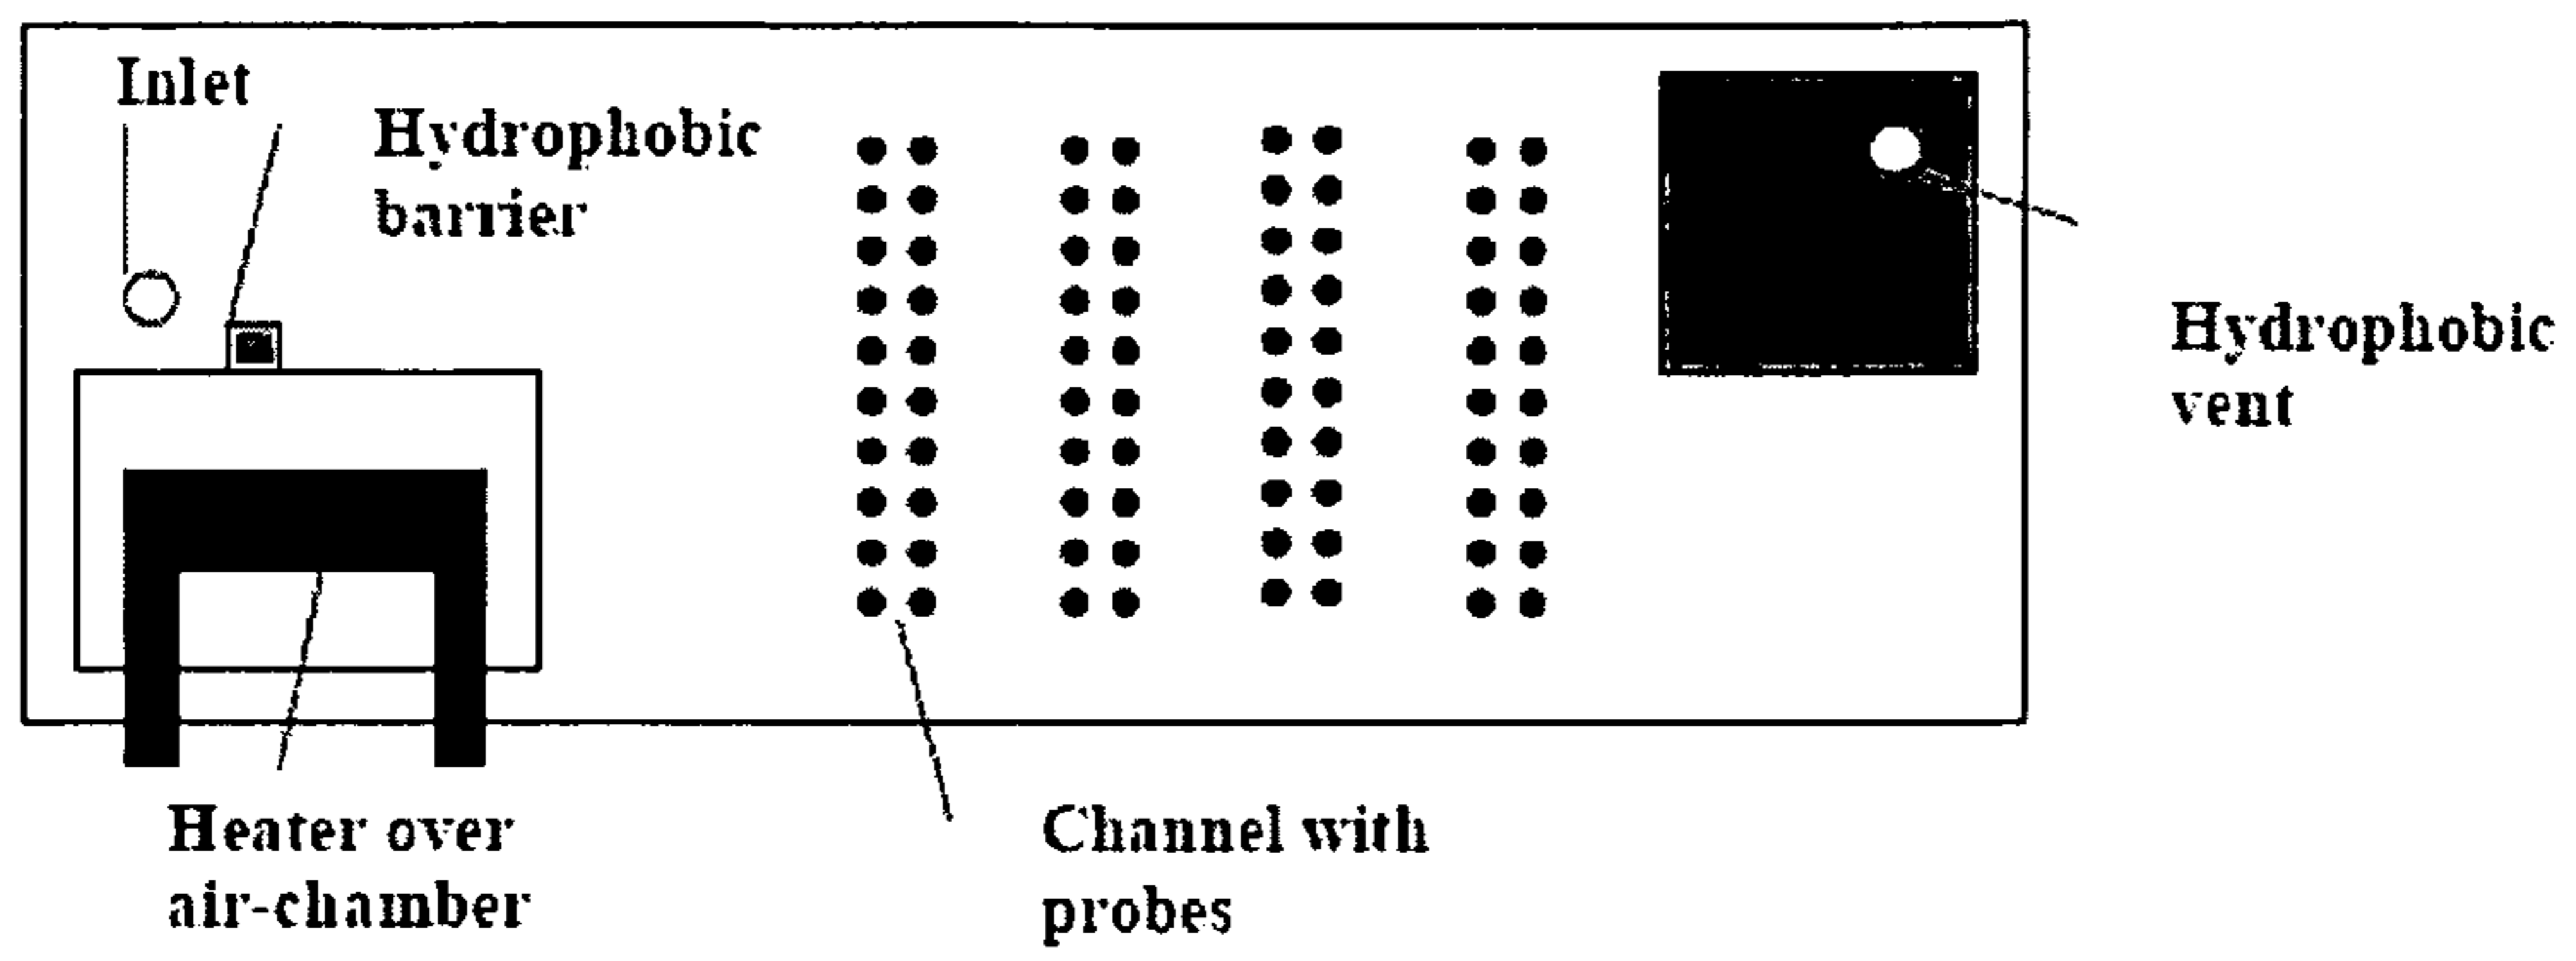 Inlet
Hydrophobic
barrier
Hydrophobic
vent
Heater over
air-chamber
Channel with
probes